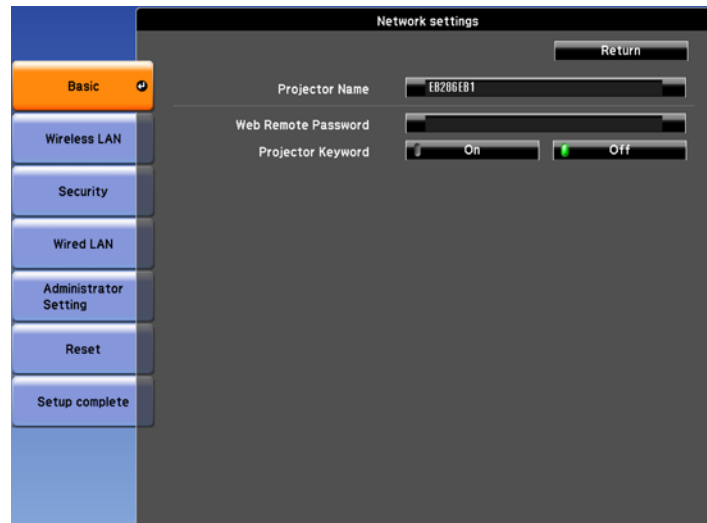 Network settings
Return
Basic
Projector Name
EB286EB1
Wireless LAN
Web Remote Password
Projector Keyword
On
Off
Security
Wired LAN
Administrator
Setting
Reset
Setup complete